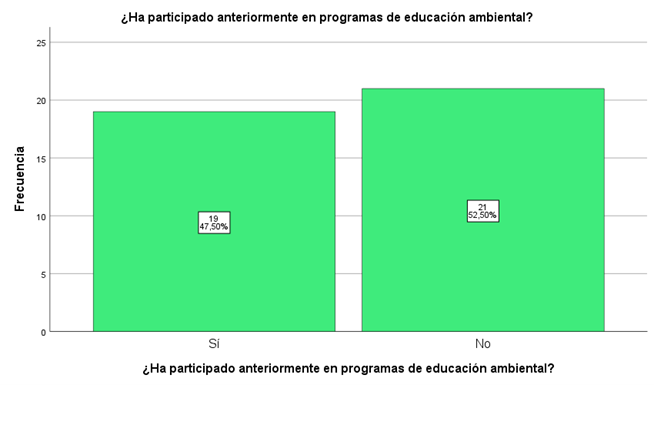 ¿Ha participado anteriormente en programas de educación ambiental?
25
20
15
10
5
0
Frecuencia
19
47,50%
21
52,50%
Sí
No
¿Ha participado anteriormente en programas de educación ambiental?